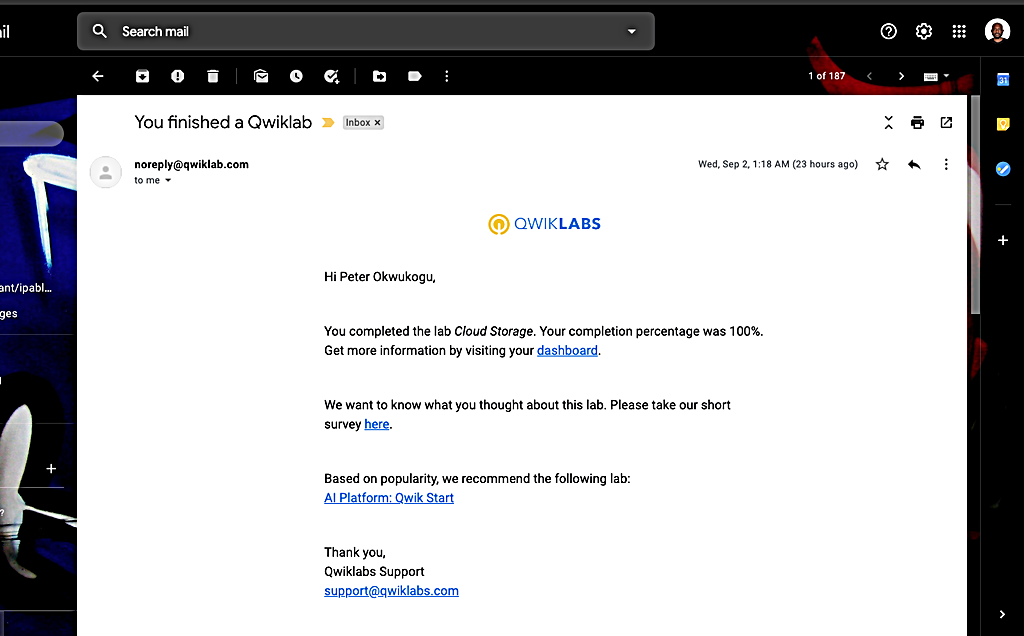 il
Search mail
1 of 187
You finished a Qwiklab
Inbox ×
31
noreply@qwiklab.com
Wed, Sep 2, 1:18 AM (23 hours ago)
to me
QWIKLABS
Hi Peter Okwukogu,
ant/ipabl...
ges
You completed the lab Cloud Storage. Your completion percentage was 100%.
Get more information by visiting your dashboard.
We want to know what you thought about this lab. Please take our short
survey here.
Based on popularity, we recommend the following lab:
AI Platform: Qwik Start
?
Thank you,
Qwiklabs Support
support@qwiklabs.com